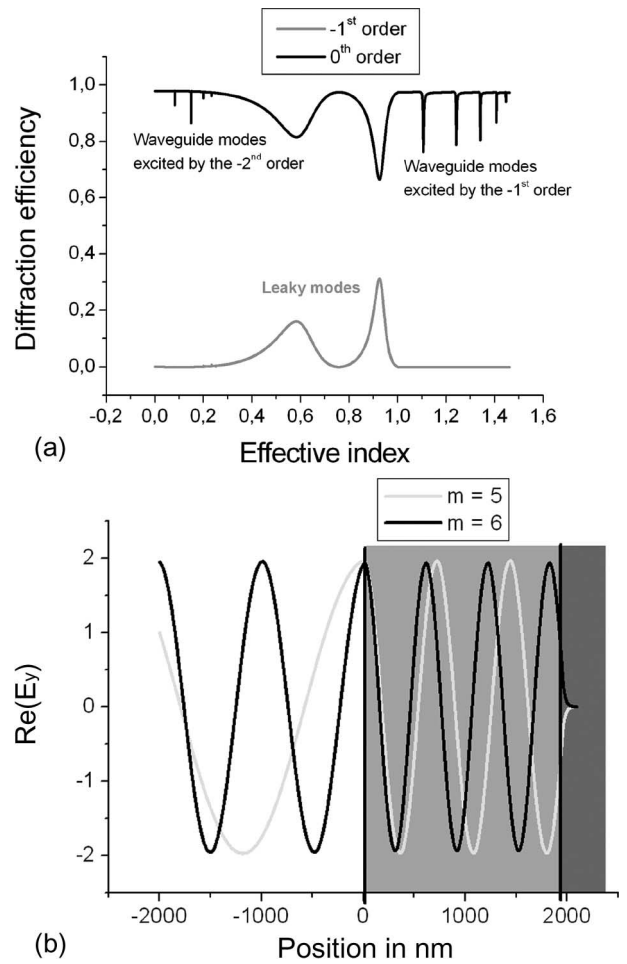 -1st order
0th order
1,0
0,8
0,6
0,4
0,2
0,0
Diffraction efficiency
Waveguide modes
excited by the -2nd order
Waveguide modes
excited by the -1st order
Leaky modes
-0,2 0,0 0,2 0,4 0,6 0,8 1,0 1,2 1,4 1,6
(a) Effective index
m = 5
m = 6
2
1
0
-1
-2
Re(Ey)
-2000 -1000 0 1000 2000
(b) Position in nm